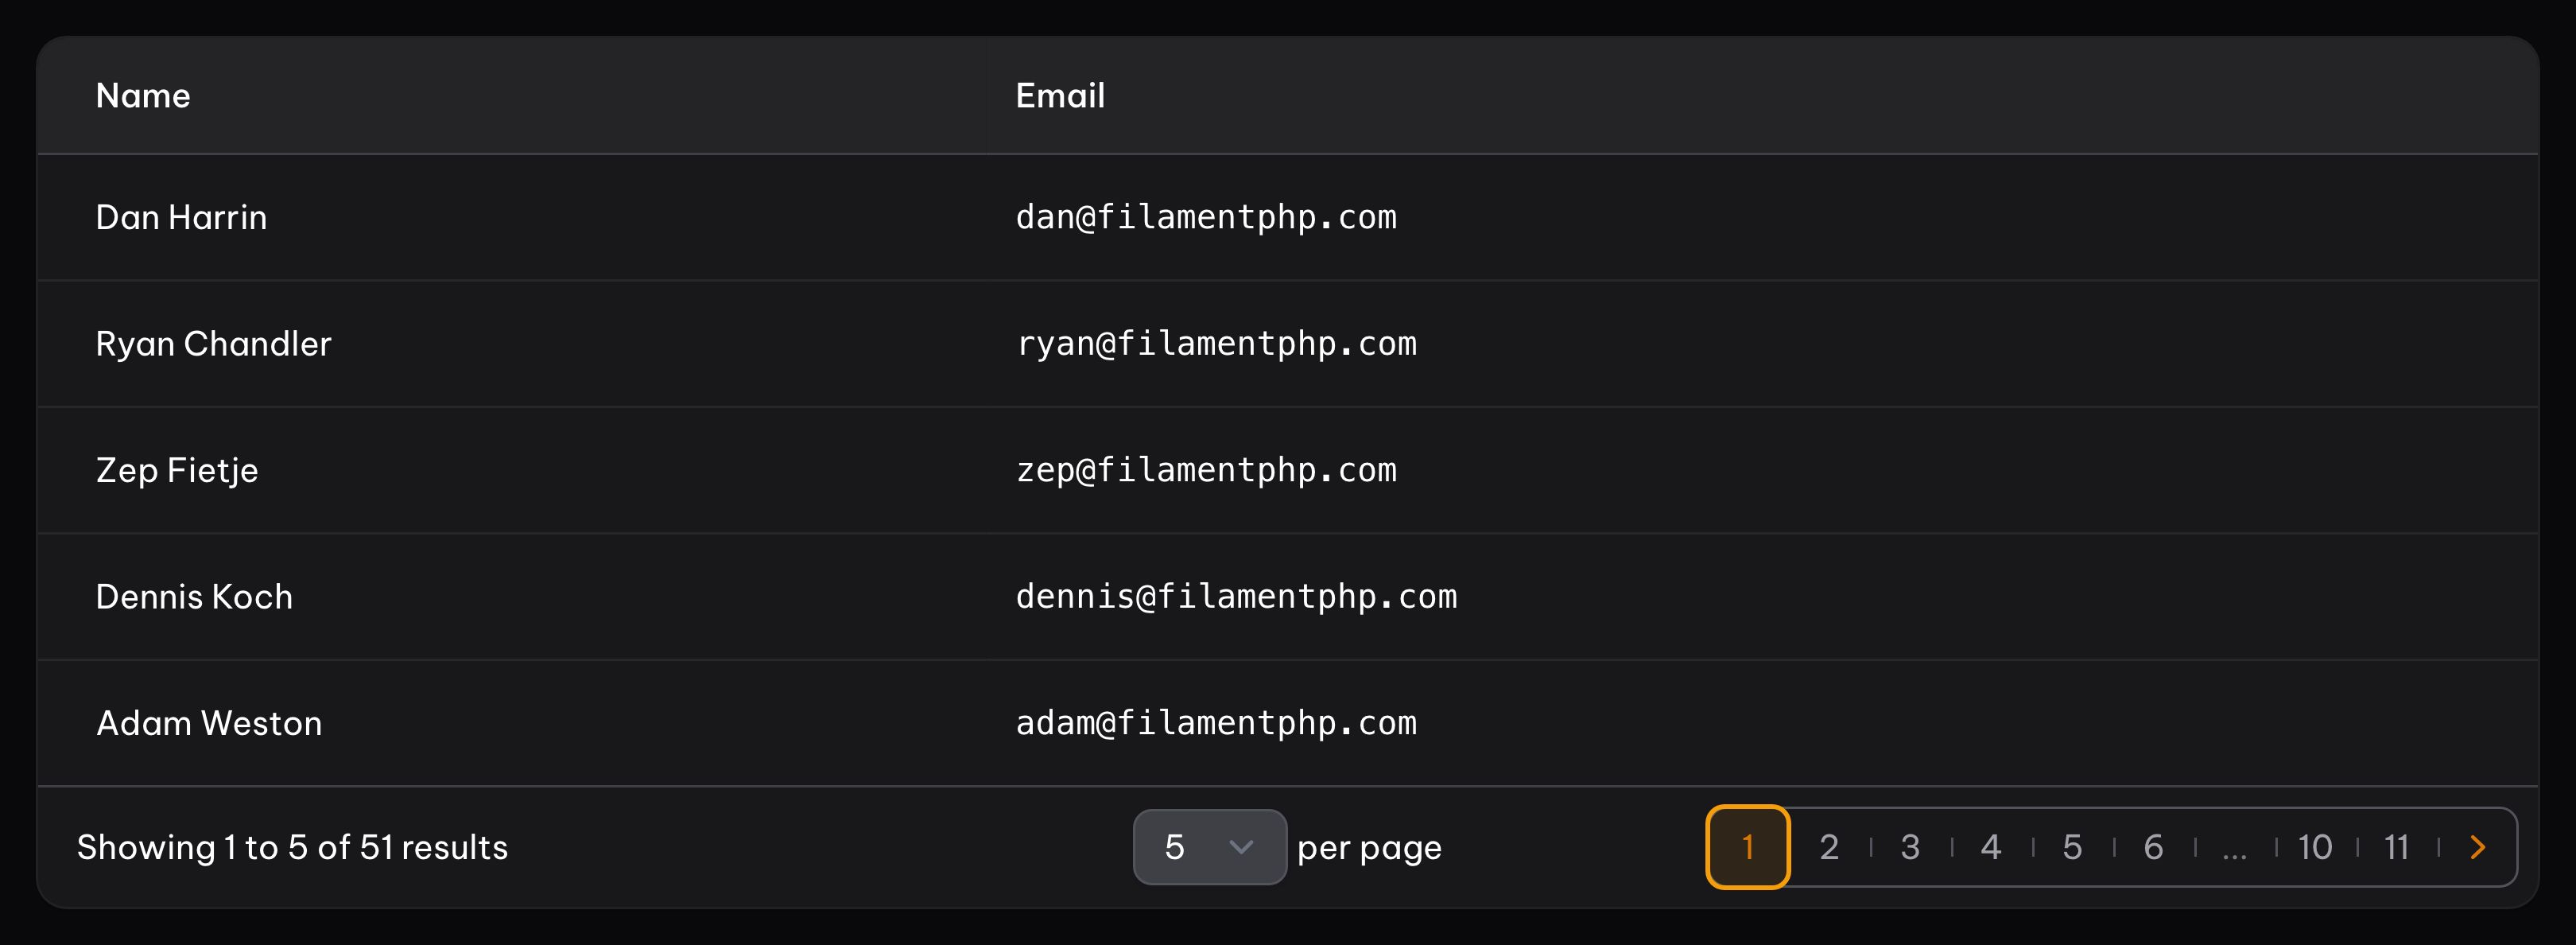 Name Email
Dan Harrin dan@filamentphp.com
Ryan Chandler ryan@filamentphp.com
Zep Fietje zep@filamentphp.com
Dennis Koch dennis@filamentphp.com
Adam Weston adam@filamentphp.com
Showing 1 to 5 of 51 results 5 per page 1 2 3 4 5 6 ... 10 11